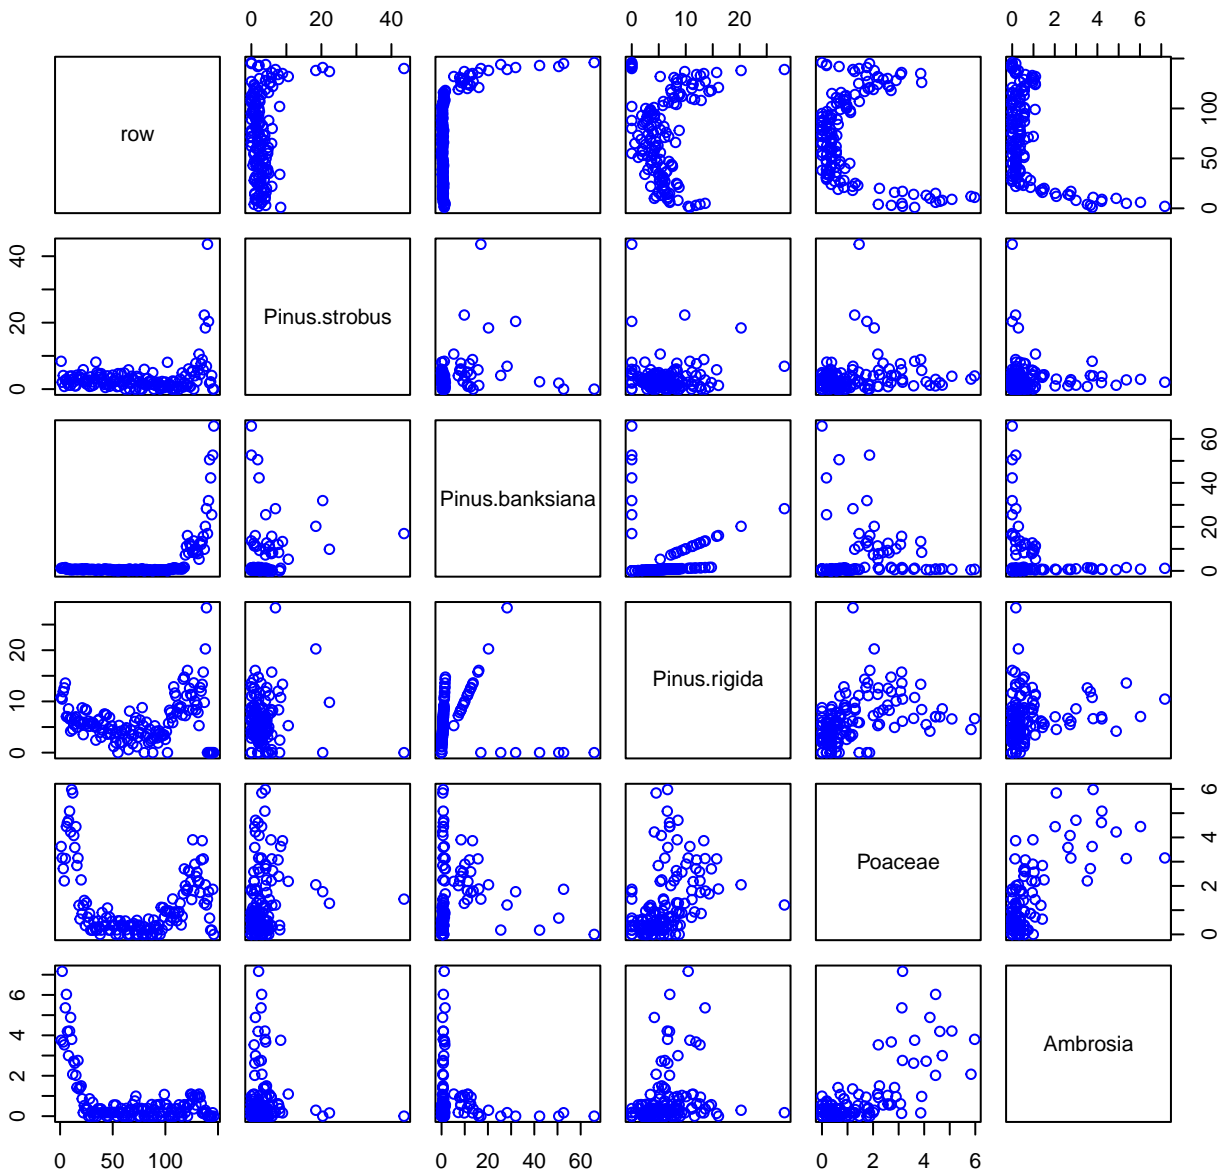 0 20 40 0 10 20 0 2 4 6
row
0 50 100
0 20 40
Pinus.strobus
Pinus.banksiana
0 20 40 60
0 10 20
Pinus.rigida
Poaceae
0 2 4 6
0 2 4 6
Ambrosia
0 50 100 0 20 40 60 0 2 4 6